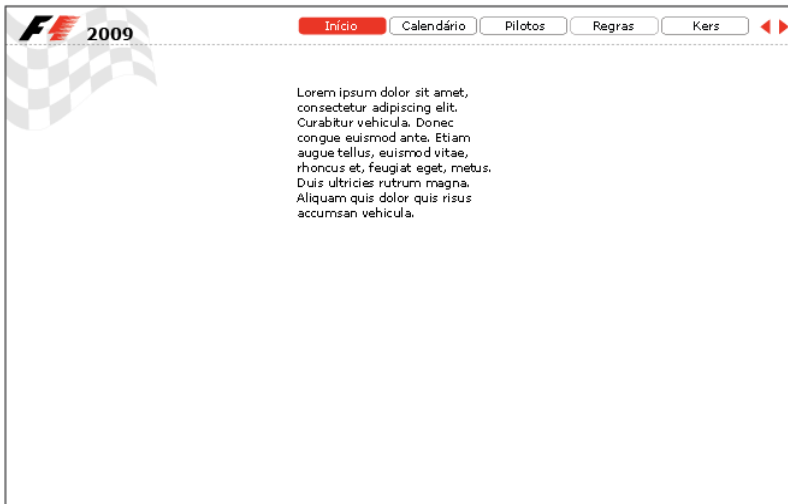 F1 2009
Início Calendário Pilotos Regras Kers
Lorem ipsum dolor sit amet,
consectetur adipiscing elit.
Curabitur vehicula. Donec
congue euismod ante. Etiam
augue tellus, euismod vitae,
rhoncus et, feugiat eget, metus.
Duis ultricies rutrum magna.
Aliquam quis dolor quis risus
accumsan vehicula.